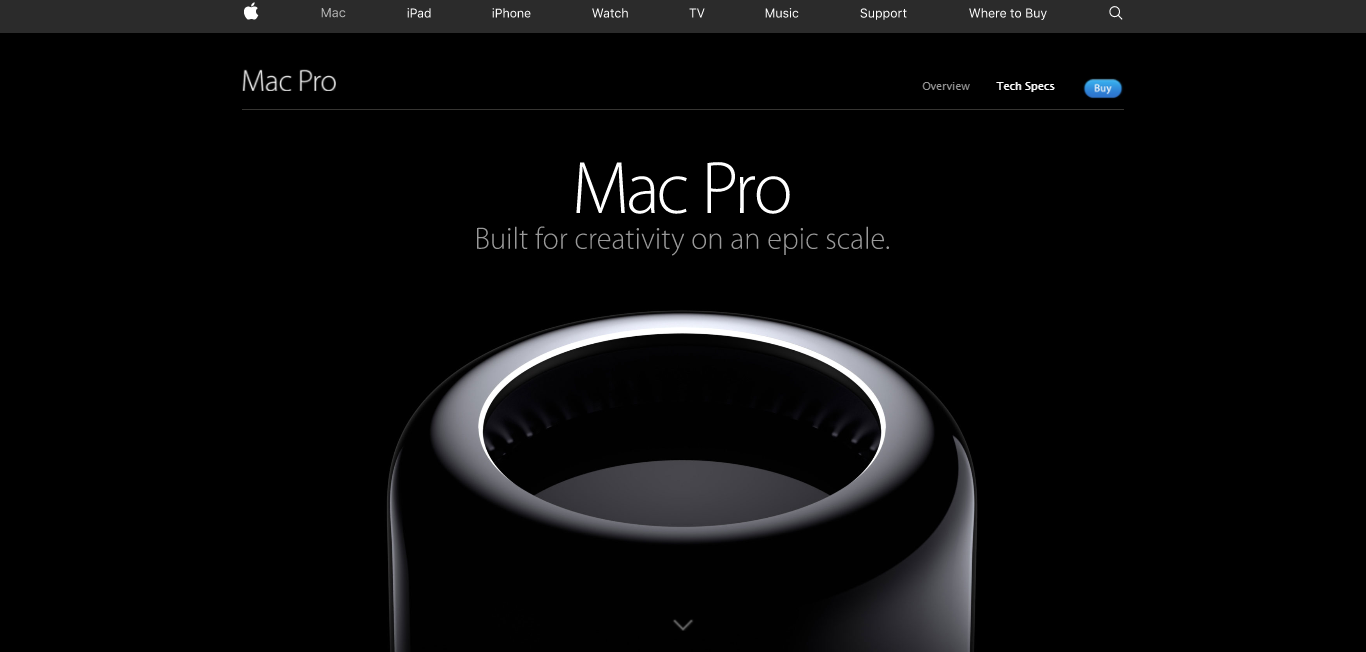 Mac iPad iPhone Watch TV Music Support Where to Buy
Mac Pro
Overview Tech Specs Buy
Mac Pro
Built for creativity on an epic scale.